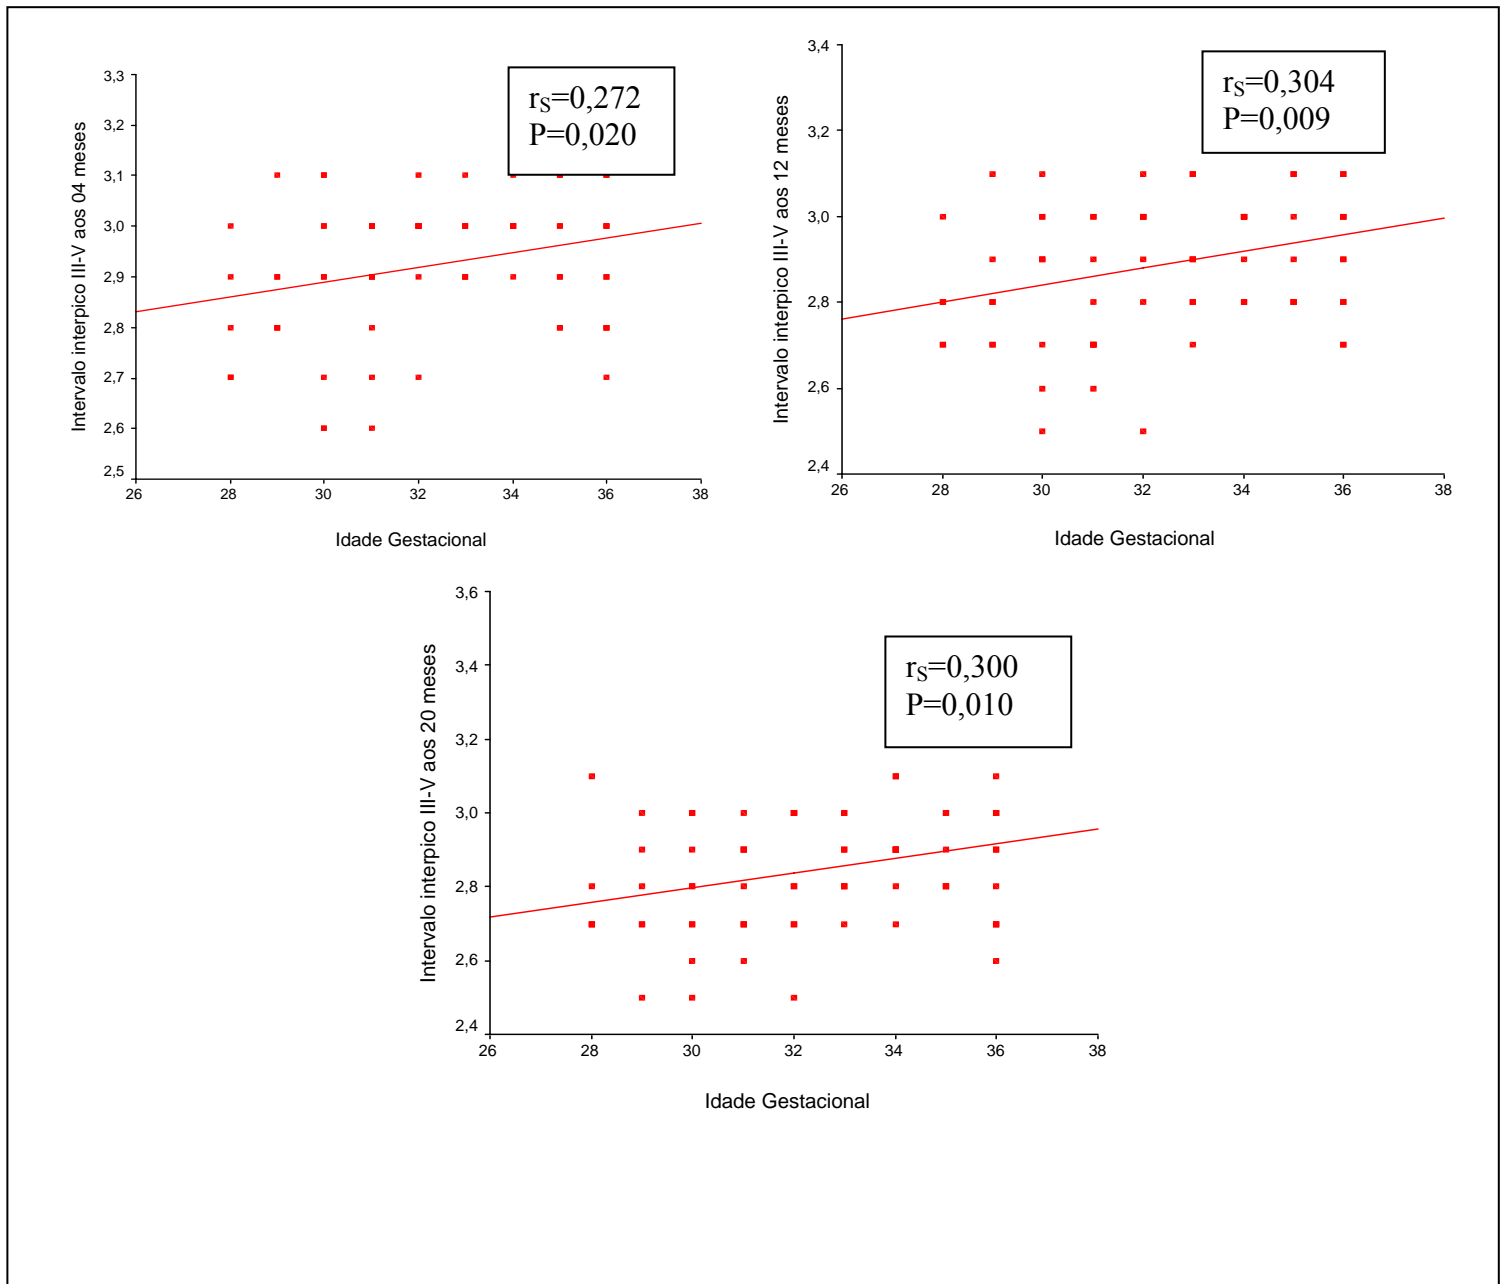 rS=0,272
P=0,020
3,3
3,2
3,1
3,0
2,9
2,8
2,7
2,6
2,5
Intervalo interpico III-V aos 04 meses
26 28 30 32 34 36 38
Idade Gestacional
rS=0,304
P=0,009
3,4
3,2
3,0
2,8
2,6
2,4
Intervalo interpico III-V aos 12 meses
26 28 30 32 34 36 38
Idade Gestacional
rS=0,300
P=0,010
3,6
3,4
3,2
3,0
2,8
2,6
2,4
Intervalo interpico III-V aos 20 meses
26 28 30 32 34 36 38
Idade Gestacional